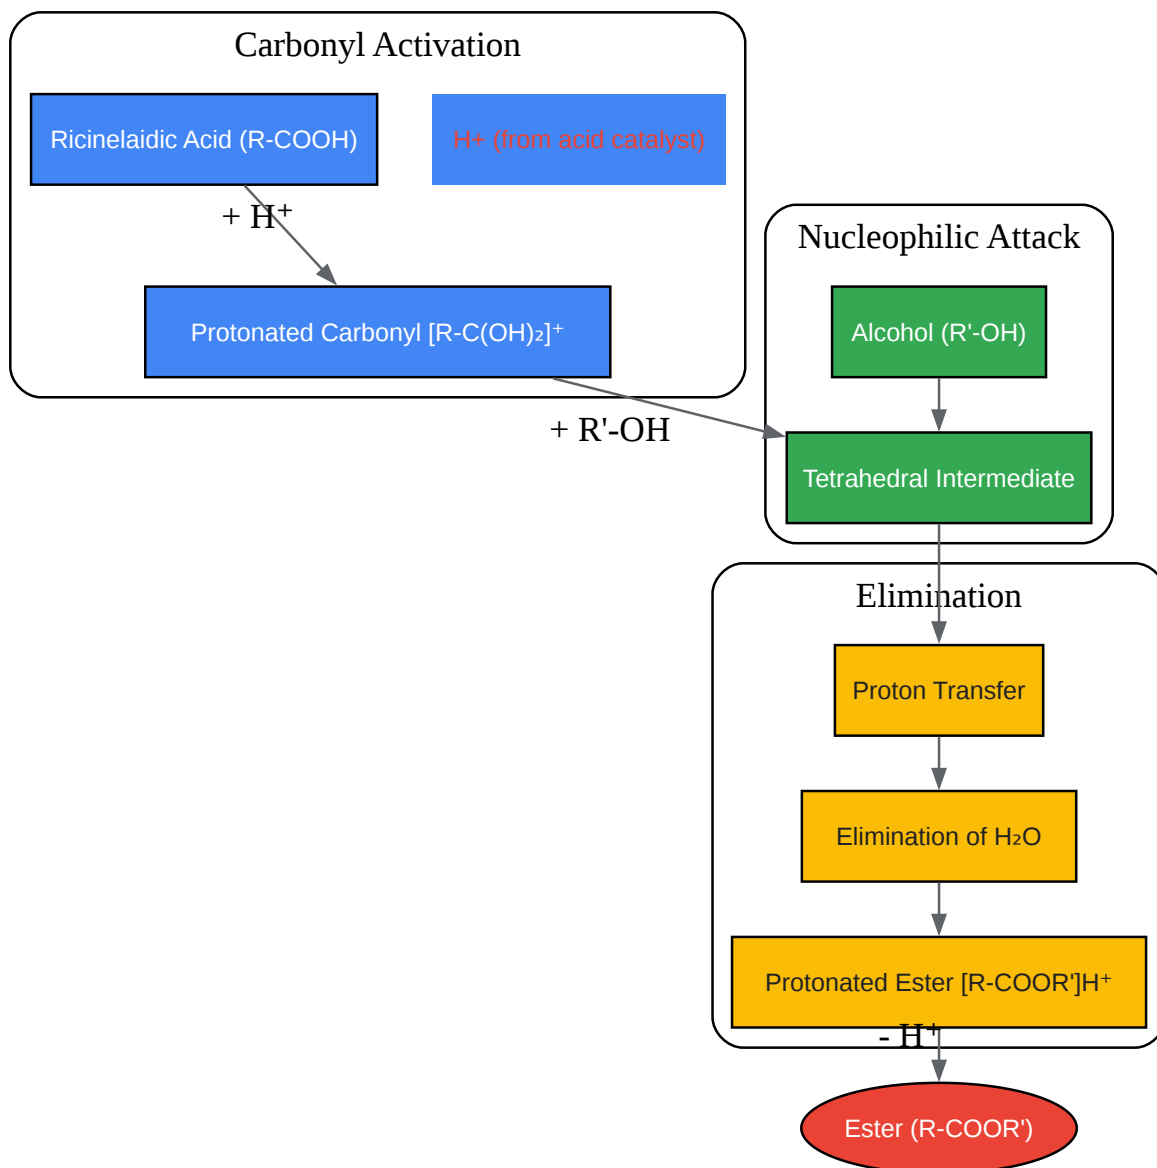 Carbonyl Activation
Ricinelaidic Acid (R-COOH)
H+ (from acid catalyst)
+ H⁺
Protonated Carbonyl [R-C(OH)₂]⁺
+ R'-OH
Nucleophilic Attack
Alcohol (R'-OH)
Tetrahedral Intermediate
Elimination
Proton Transfer
Elimination of H₂O
Protonated Ester [R-COOR']H⁺
- H⁺
Ester (R-COOR')